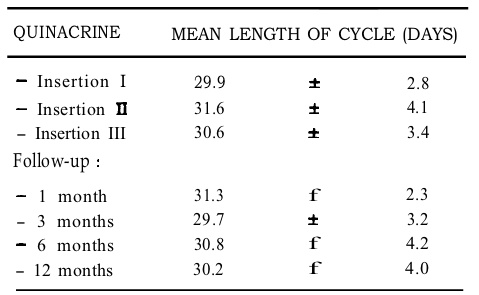 QUINACRINE MEAN LENGTH OF CYCLE (DAYS)
– Insertion I 29.9 ± 2.8
– Insertion II 31.6 ± 4.1
– Insertion III 30.6 ± 3.4
Follow-up :
– 1 month 31.3 f 2.3
– 3 months 29.7 ± 3.2
– 6 months 30.8 f 4.2
– 12 months 30.2 f 4.0